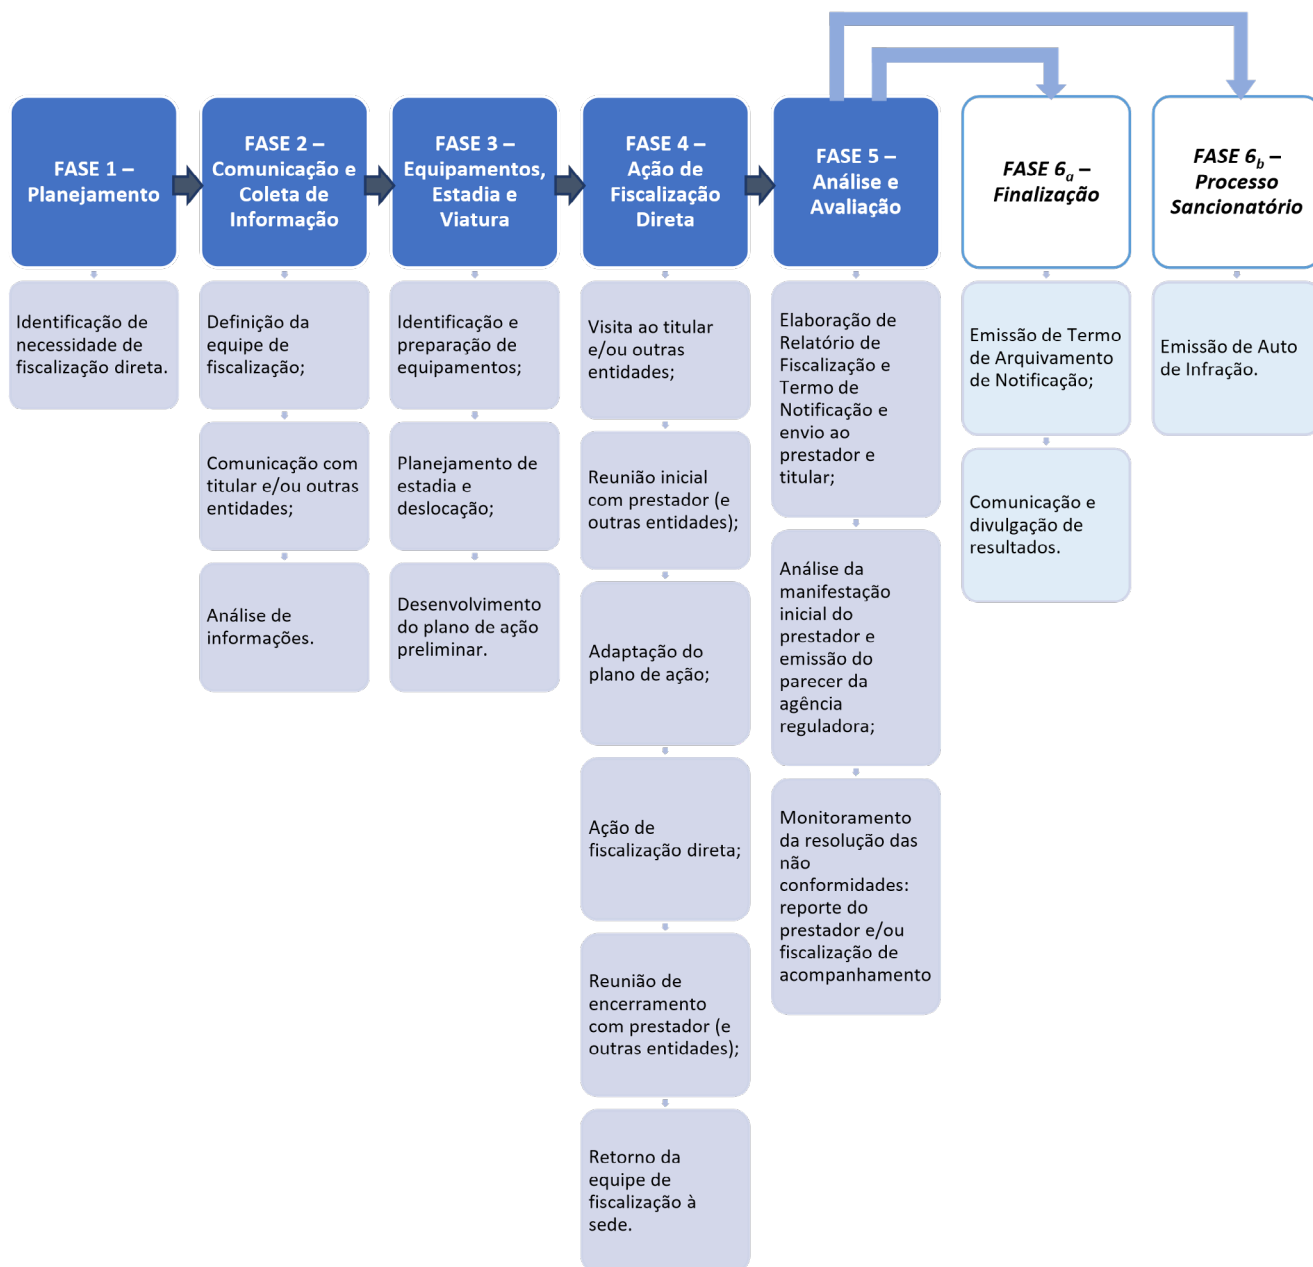 FASE 1 –
Planejamento
Identificação de
necessidade de
fiscalização direta.
FASE 2 –
Comunicação e
Coleta de
Informação
Definição da
equipe de
fiscalização;
Comunicação com
titular e/ou outras
entidades;
Análise de
informações.
FASE 3 –
Equipamentos,
Estadia e
Viatura
Identificação e
preparação de
equipamentos;
Planejamento de
estadia e
deslocação;
Desenvolvimento
do plano de ação
preliminar.
FASE 4 –
Ação de
Fiscalização
Direta
Visita ao titular
e/ou outras
entidades;
Reunião inicial
com prestador (e
outras entidades);
Adaptação do
plano de ação;
Ação de
fiscalização direta;
Reunião de
encerramento
com prestador (e
outras entidades);
Retorno da
equipe de
fiscalização à
sede.
FASE 5 –
Análise e
Avaliação
Elaboração de
Relatório de
Fiscalização e
Termo de
Notificação e
envio ao
prestador e
titular;
Análise da
manifestação
inicial do
prestador e
emissão do
parecer da
agência
reguladora;
Monitoramento
da resolução das
não
conformidades:
reporte do
prestador e/ou
fiscalização de
acompanhamento
FASE 6a –
Finalização
Emissão de Termo
de Arquivamento
de Notificação;
Comunicação e
divulgação de
resultados.
FASE 6b –
Processo
Sancionatório
Emissão de Auto
de Infração.